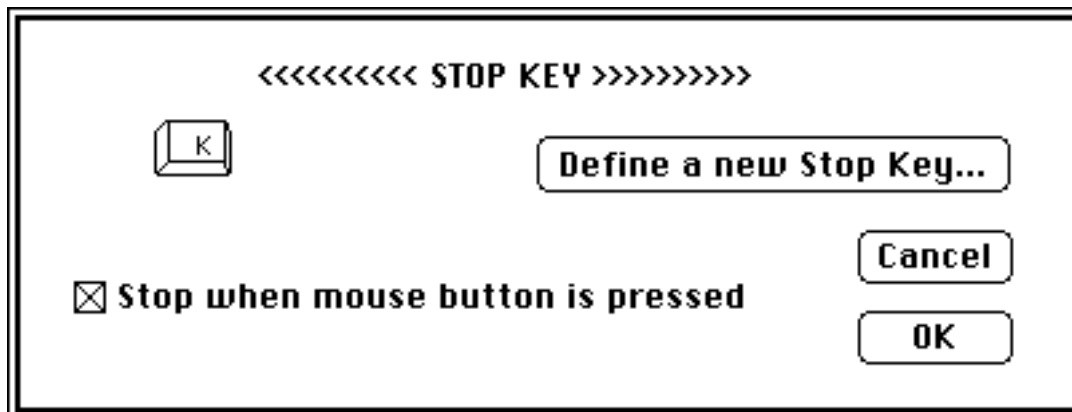 <<<<<<<<<< STOP KEY >>>>>>>>>>
K
Define a new Stop Key...
Cancel
Stop when mouse button is pressed
OK